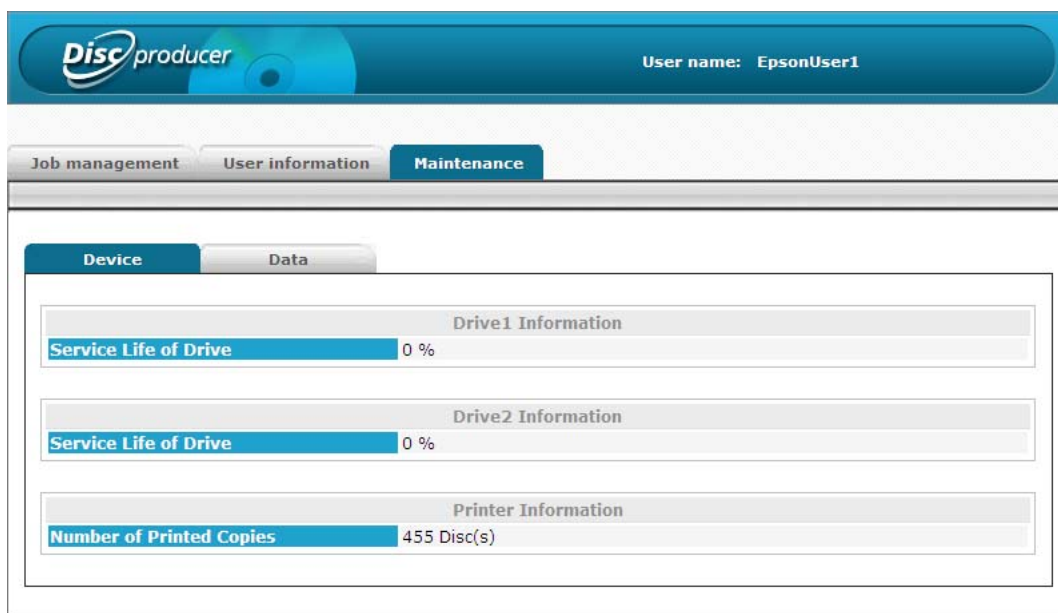 Disc producer
User name: EpsonUser1
Job management User information Maintenance
Device Data
Drive1 Information
Service Life of Drive 0 %
Drive2 Information
Service Life of Drive 0 %
Printer Information
Number of Printed Copies 455 Disc(s)